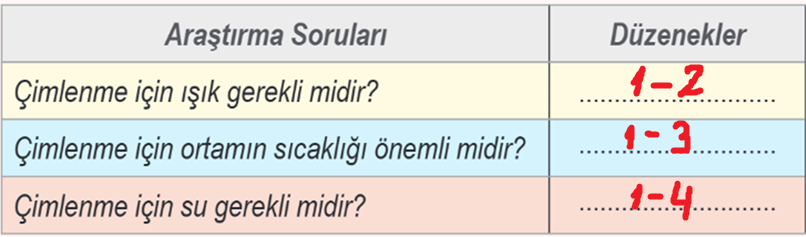 Araştırma Soruları Düzenekler
Çimlenme için ışık gerekli midir? 1-2
Çimlenme için ortamın sıcaklığı önemli midir? 1-3
Çimlenme için su gerekli midir? 1-4